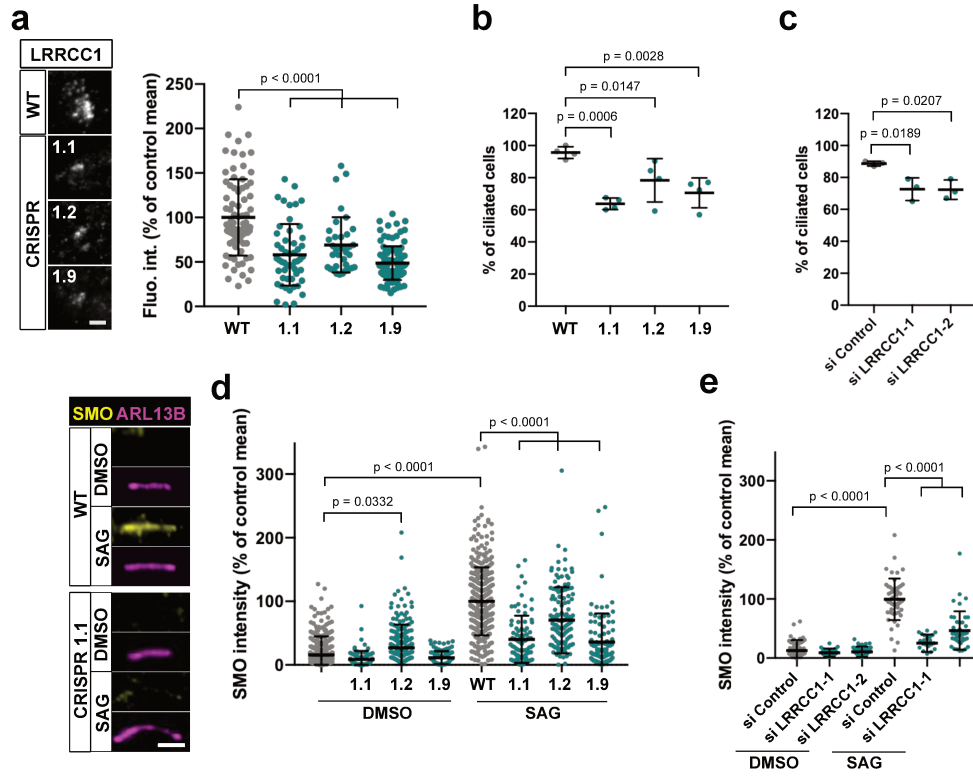 a
LRRCC1
WT
CRISPR
1.1
1.2
1.9
Fluo. int. (% of control mean)
250
200
150
100
50
0
p < 0.0001
WT 1.1 1.2 1.9
b
% of ciliated cells
120
100
80
60
40
20
0
p = 0.0028
p = 0.0147
p = 0.0006
WT 1.1 1.2 1.9
c
% of ciliated cells
120
100
80
60
40
20
0
p = 0.0207
p = 0.0189
si Control
si LRRCC1-1
si LRRCC1-2
SMO ARL13B
WT
DMSO
SAG
CRISPR 1.1
DMSO
SAG
d
SMO intensity (% of control mean)
300
200
100
0
p < 0.0001
p < 0.0001
p = 0.0332
1.1 1.2 1.9 WT 1.1 1.2 1.9
DMSO SAG
e
SMO intensity (% of control mean)
300
200
100
0
p < 0.0001
p < 0.0001
si Control
si LRRCC1-1
si LRRCC1-2
si Control
si LRRCC1-1
DMSO SAG